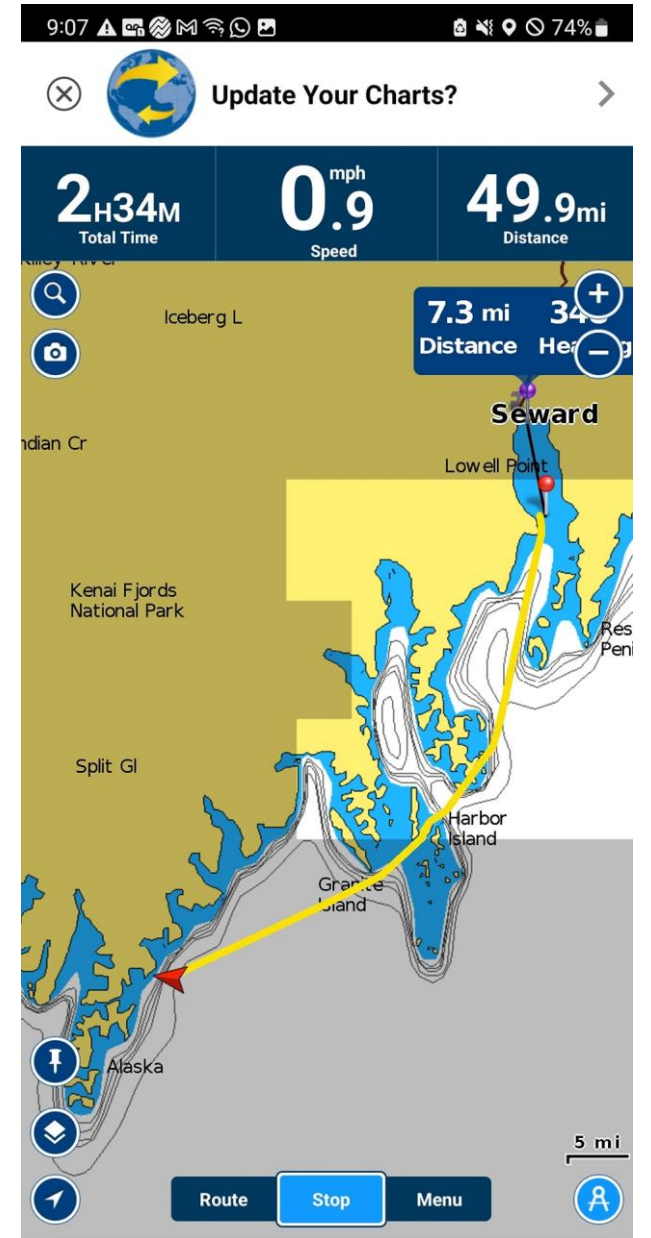 9:07 74%
Update Your Charts?
2H34M
Total Time
mph
0.9
Speed
49.9mi
Distance
Iceberg L
7.3 mi
Distance
Seward
ndian Cr
Lowell Point
Kenai Fjords
National Park
Res
Peni
Split Gl
Harbor
Island
Granite
Island
Alaska
5 mi
Route Stop Menu